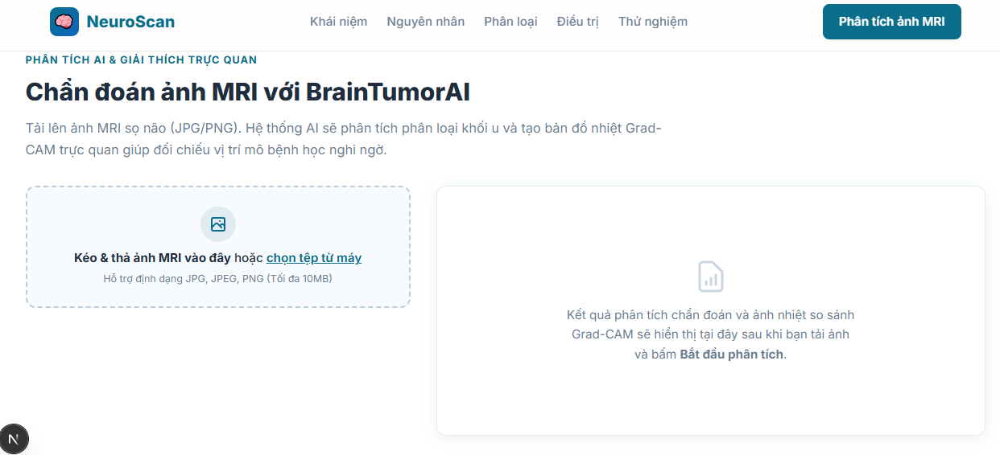 NeuroScan
Khái niệm
Nguyên nhân
Phân loại
Điều trị
Thử nghiệm
Phân tích ảnh MRI
PHÂN TÍCH AI & GIẢI THÍCH TRỰC QUAN
Chẩn đoán ảnh MRI với BrainTumorAI
Tải lên ảnh MRI sọ não (JPG/PNG). Hệ thống AI sẽ phân tích phân loại khối u và tạo bản đồ nhiệt Grad-
CAM trực quan giúp đối chiếu vị trí mô bệnh học nghi ngờ.
Kéo & thả ảnh MRI vào đây hoặc chọn tệp từ máy
Hỗ trợ định dạng JPG, JPEG, PNG (Tối đa 10MB)
Kết quả phân tích chẩn đoán và ảnh nhiệt so sánh
Grad-CAM sẽ hiển thị tại đây sau khi bạn tải ảnh
và bấm Bắt đầu phân tích.
N